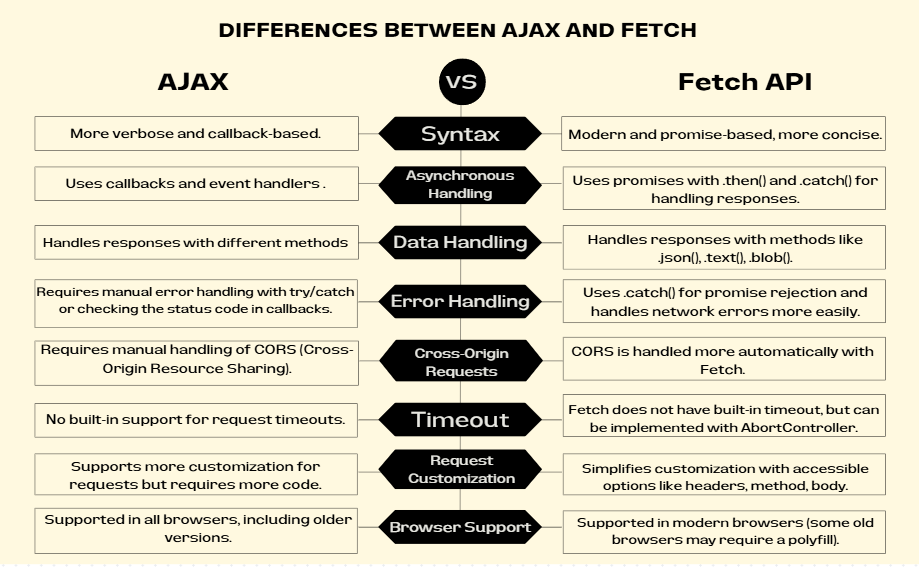 DIFFERENCES BETWEEN AJAX AND FETCH
AJAX
VS
Fetch API
More verbose and callback-based.
Syntax
Modern and promise-based, more concise.
Uses callbacks and event handlers .
Asynchronous
Handling
Uses promises with .then() and .catch() for
handling responses.
Handles responses with different methods
Data Handling
Handles responses with methods like
.json(), .text(), .blob().
Requires manual error handling with try/catch
or checking the status code in callbacks.
Error Handling
Uses .catch() for promise rejection and
handles network errors more easily.
Requires manual handling of CORS (Cross-
Origin Resource Sharing).
Cross-Origin
Requests
CORS is handled more automatically with
Fetch.
No built-in support for request timeouts.
Timeout
Fetch does not have built-in timeout, but can
be implemented with AbortController.
Supports more customization for
requests but requires more code.
Request
Customization
Simplifies customization with accessible
options like headers, method, body.
Supported in all browsers, including older
versions.
Browser Support
Supported in modern browsers (some old
browsers may require a polyfill).